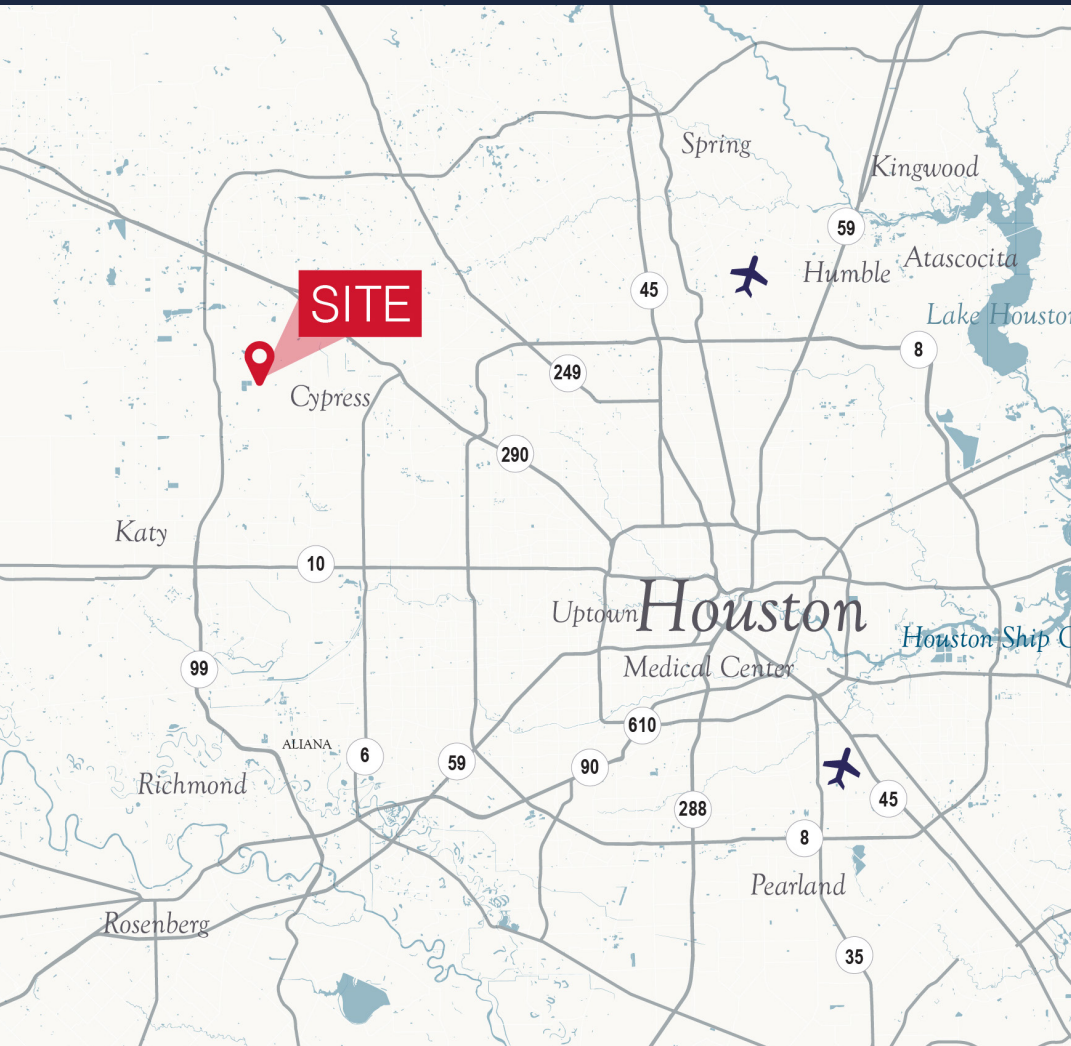 Spring
Kingwood
59
Humble
Atascocita
45
SITE
Lake Houston
8
249
Cypress
290
Katy
10
Uptown
Houston
Houston Ship C
Medical Center
99
610
ALIANA
6
59
90
Richmond
45
288
8
Pearland
Rosenberg
35